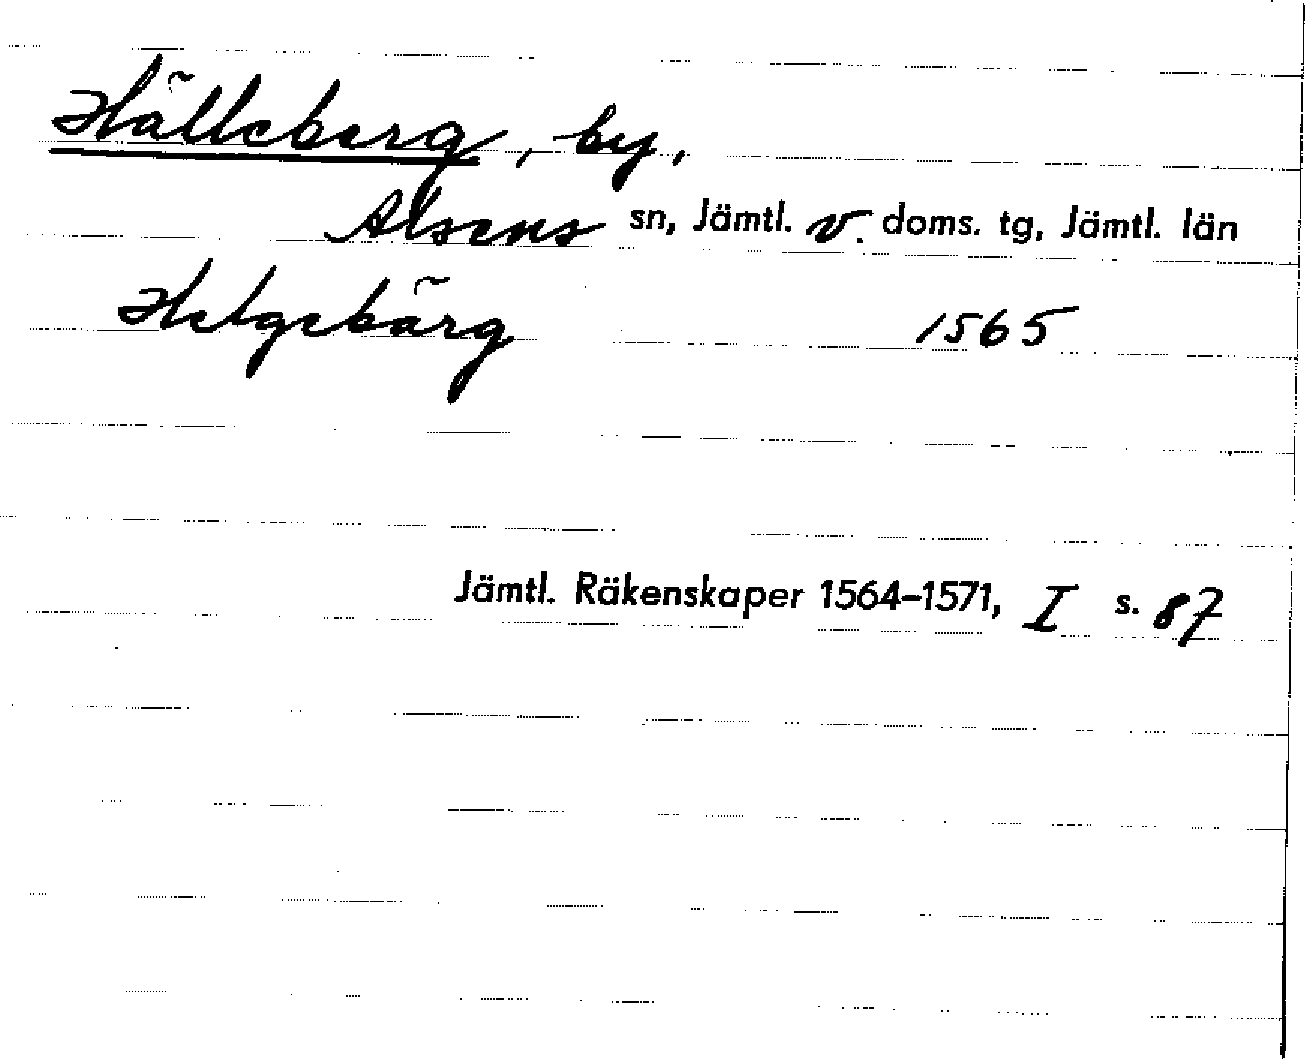 Hälleberg, by,
Alsens sn, Jämtl. v. doms. tg, Jämtl. län
Helgebärg 1565
Jämtl. Räkenskaper 1564–1571, I s. 87